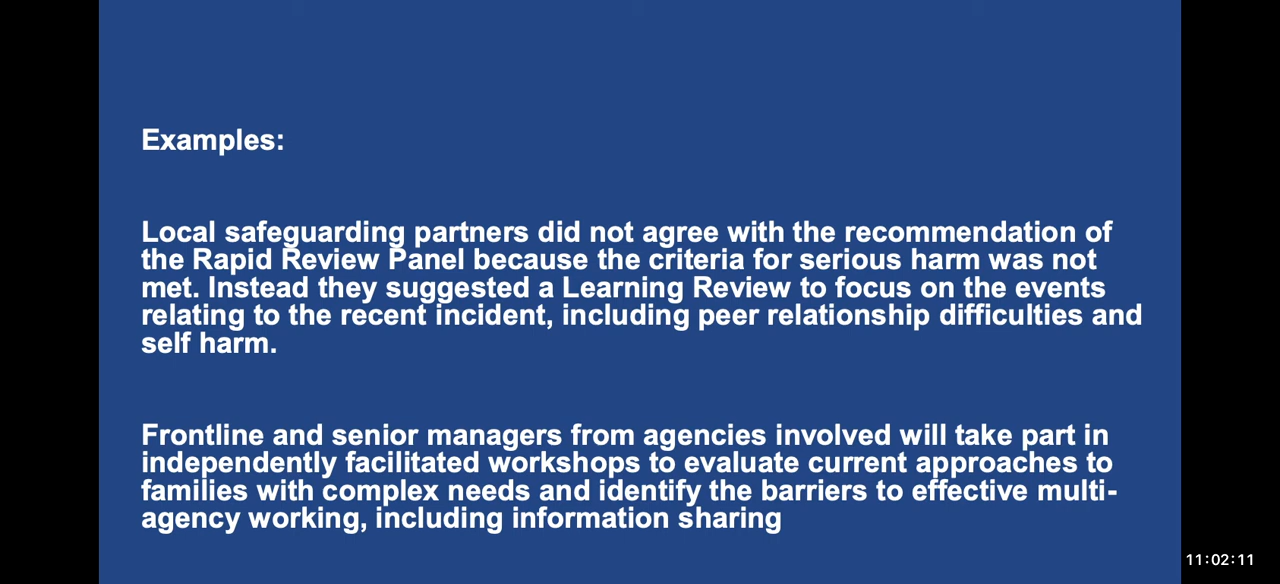 Examples:
Local safeguarding partners did not agree with the recommendation of
the Rapid Review Panel because the criteria for serious harm was not
met. Instead they suggested a Learning Review to focus on the events
relating to the recent incident, including peer relationship difficulties and
self harm.
Frontline and senior managers from agencies involved will take part in
independently facilitated workshops to evaluate current approaches to
families with complex needs and identify the barriers to effective multi-
agency working, including information sharing
11:02:11